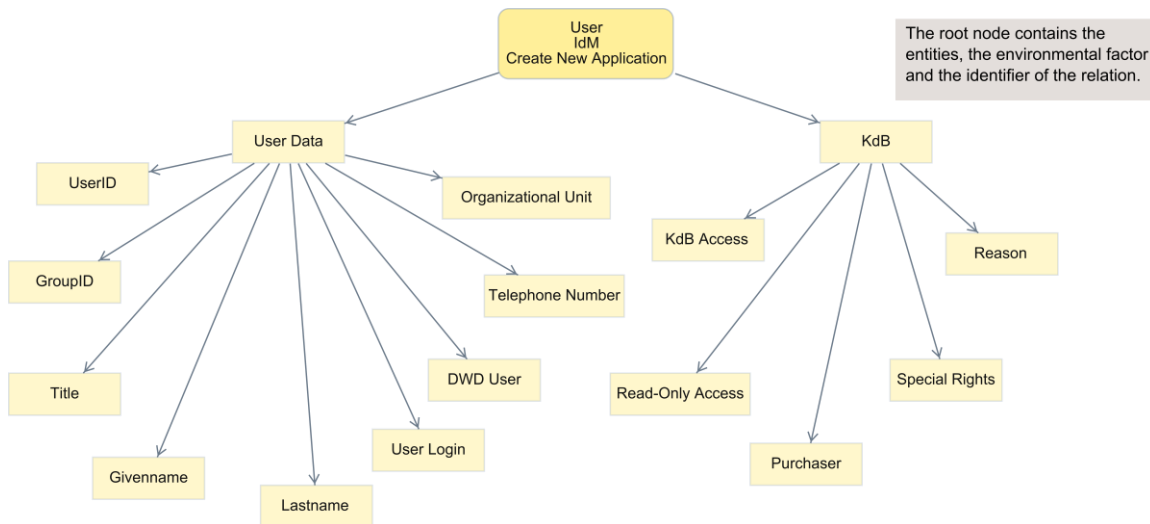 User
IdM
Create New Application
The root node contains the
entities, the environmental factor
and the identifier of the relation.
User Data
KdB
UserID
Organizational Unit
KdB Access
Reason
GroupID
Telephone Number
Title
DWD User
Read-Only Access
Special Rights
User Login
Givenname
Purchaser
Lastname